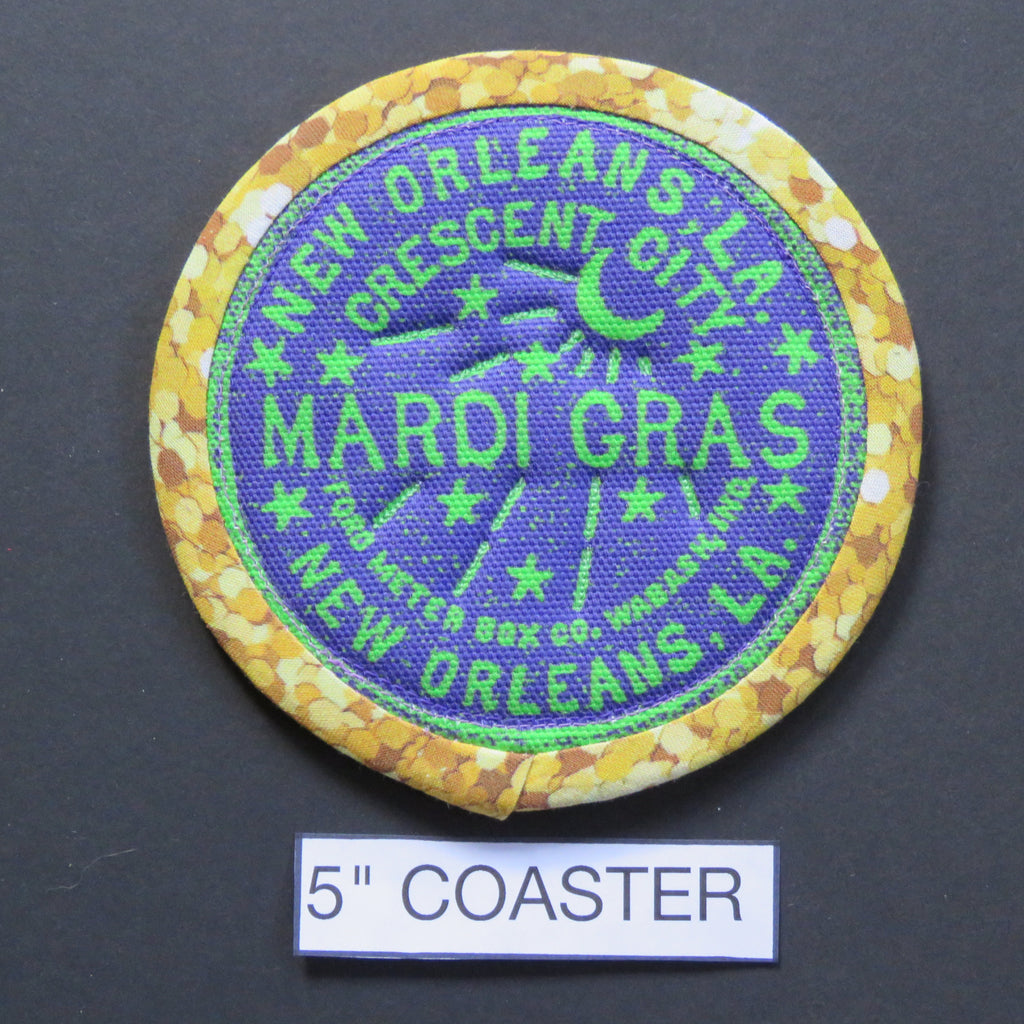 NEW ORLEANS, LA.
CRESCENT CITY
MARDI GRAS
FORD METER BOX CO. WABASH IND.
NEW ORLEANS, LA.
5" COASTER